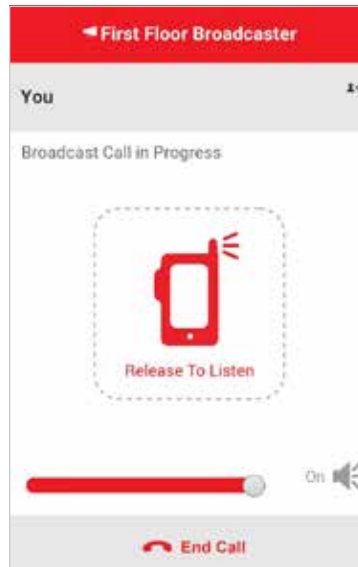 First Floor Broadcaster
You
Broadcast Call in Progress
Release To Listen
On
End Call